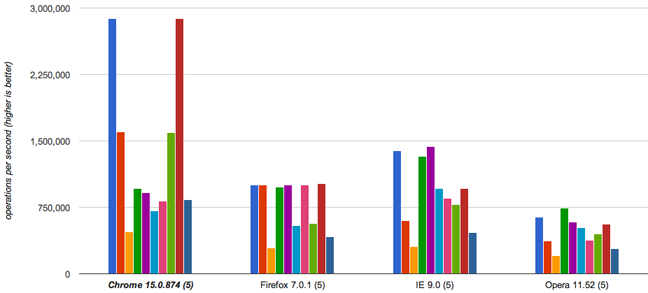 3,000,000
2,250,000
1,500,000
750,000
0
operations per second (higher is better)
Chrome 15.0.874 (5)
Firefox 7.0.1 (5)
IE 9.0 (5)
Opera 11.52 (5)